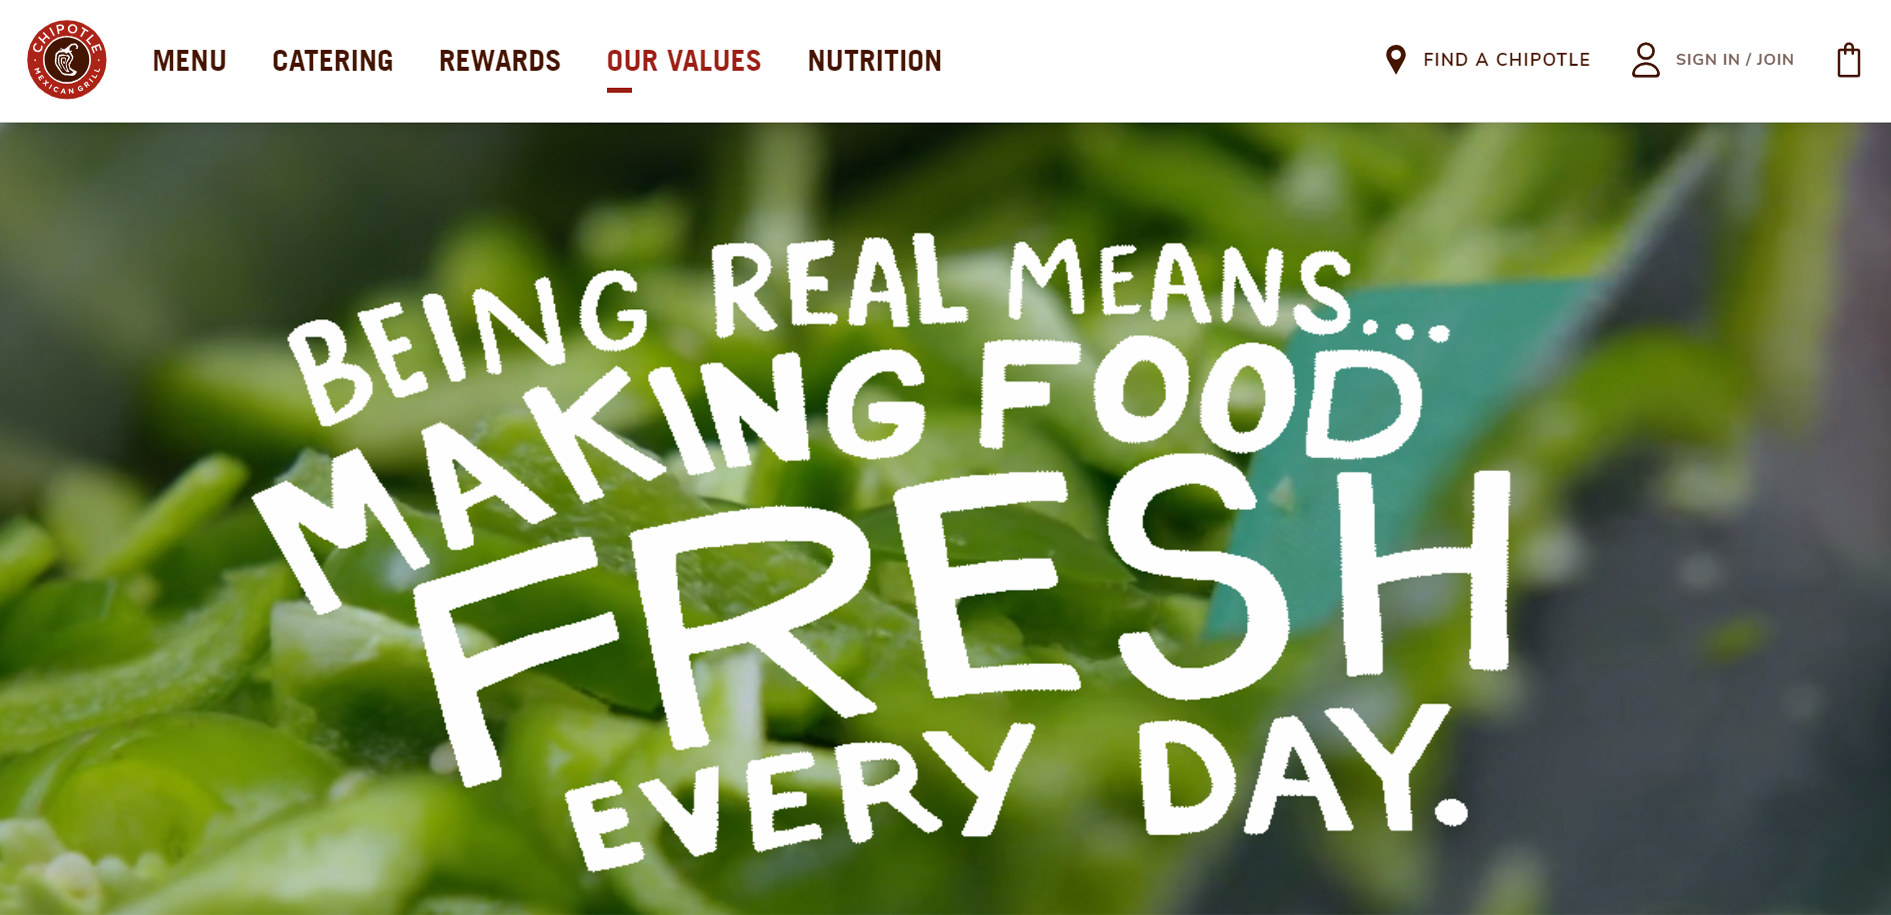 CHIPOTLE
MEXICAN GRILL
MENU
CATERING
REWARDS
OUR VALUES
NUTRITION
FIND A CHIPOTLE
SIGN IN / JOIN
BEING REAL MEANS...
MAKING FOOD
FRESH
EVERY DAY.